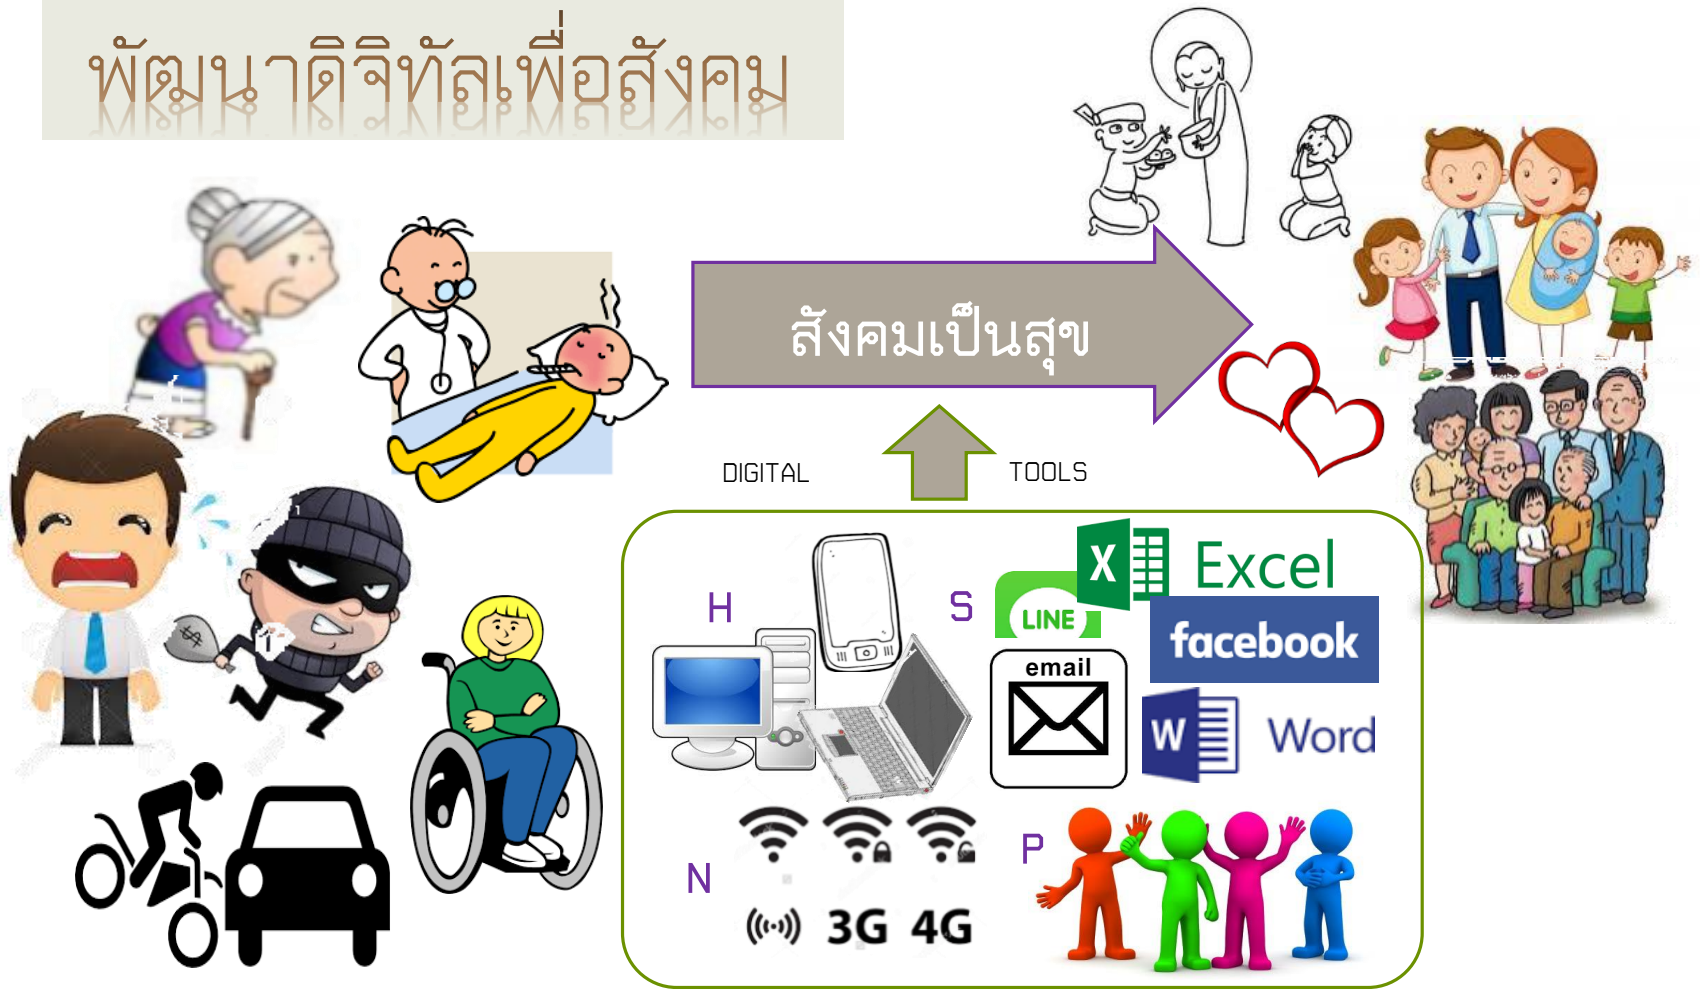 พัฒนาดิจิทัลเพื่อสังคม
สังคมเป็นสุข
DIGITAL
TOOLS
H
S
LINE
X Excel
facebook
email
W Word
N
3G 4G
P
$